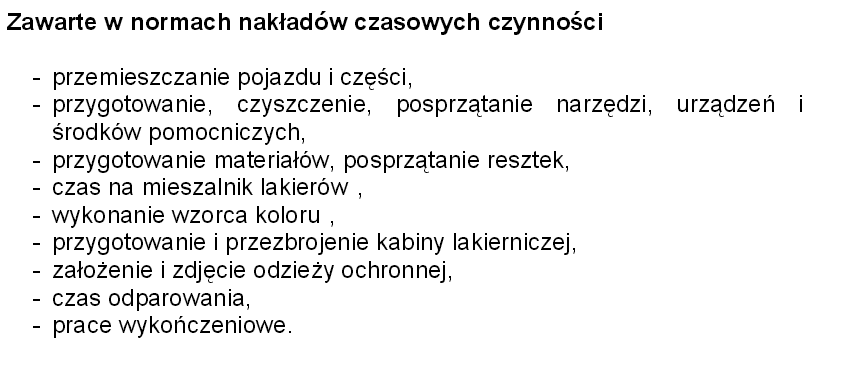 Zawarte w normach nakładów czasowych czynności
- przemieszczanie pojazdu i części,
- przygotowanie, czyszczenie, posprzątanie narzędzi, urządzeń i
środków pomocniczych,
- przygotowanie materiałów, posprzątanie resztek,
- czas na mieszalnik lakierów ,
- wykonanie wzorca koloru ,
- przygotowanie i przezbrojenie kabiny lakierniczej,
- założenie i zdjęcie odzieży ochronnej,
- czas odparowania,
- prace wykończeniowe.